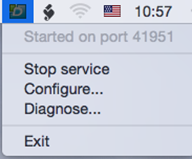 10:57
Started on port 41951
Stop service
Configure...
Diagnose...
Exit